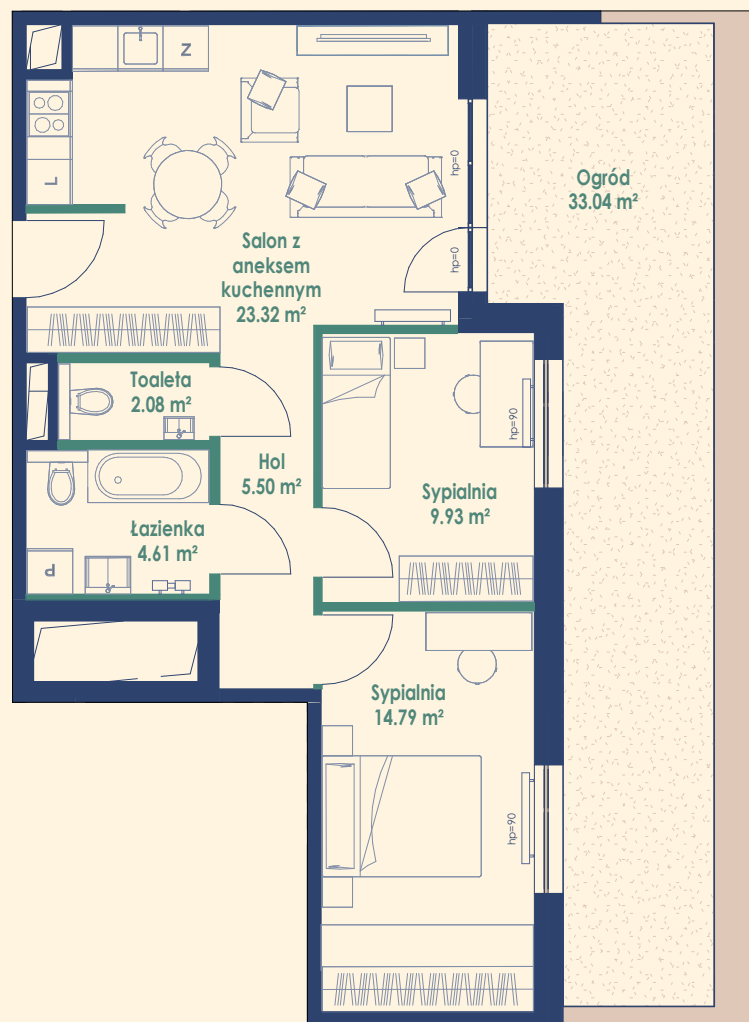 Z
L
hp=0
hp=0
Ogród
33.04 m²
Salon z
aneksem
kuchennym
23.32 m²
Toaleta
2.08 m²
Hol
5.50 m²
Łazienka
4.61 m²
P
hp=90
Sypialnia
9.93 m²
Sypialnia
14.79 m²
hp=90